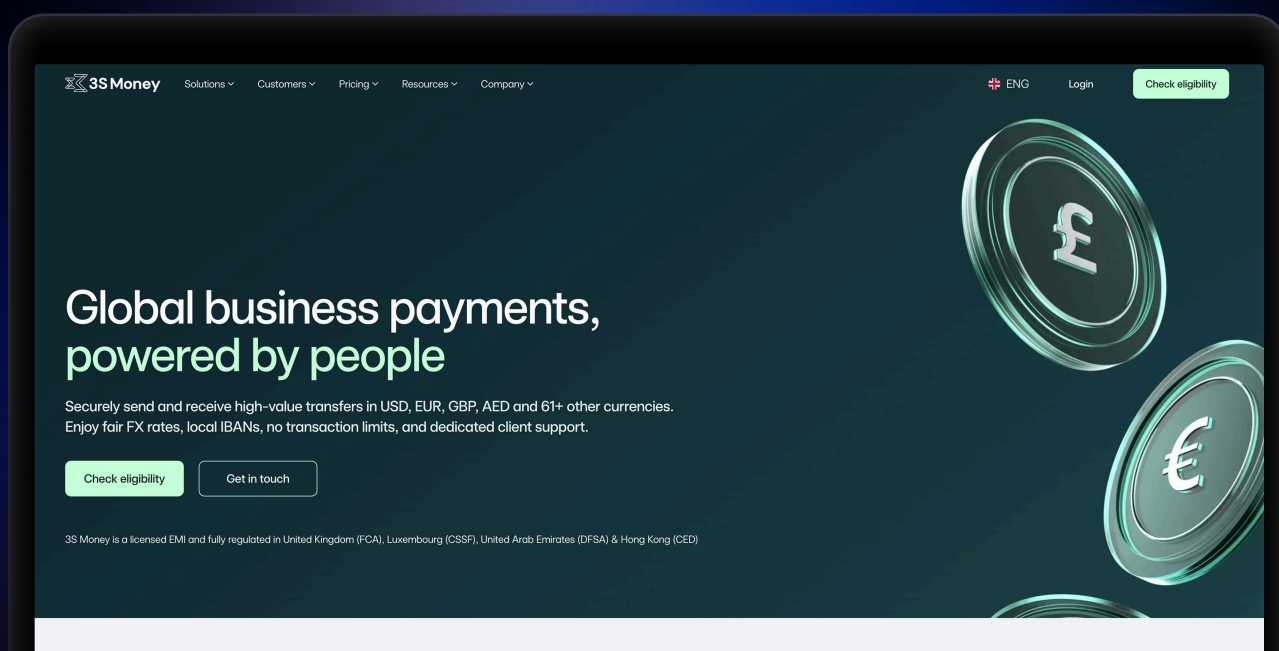 3S Money
Solutions
Customers
Pricing
Resources
Company
ENG
Login
Check eligibility
£
Global business payments,
powered by people
€
Securely send and receive high-value transfers in USD, EUR, GBP, AED and 61+ other currencies.
Enjoy fair FX rates, local IBANs, no transaction limits, and dedicated client support.
Check eligibility
Get in touch
3S Money is a licensed EMI and fully regulated in United Kingdom (FCA), Luxembourg (CSSF), United Arab Emirates (DFSA) & Hong Kong (CED)